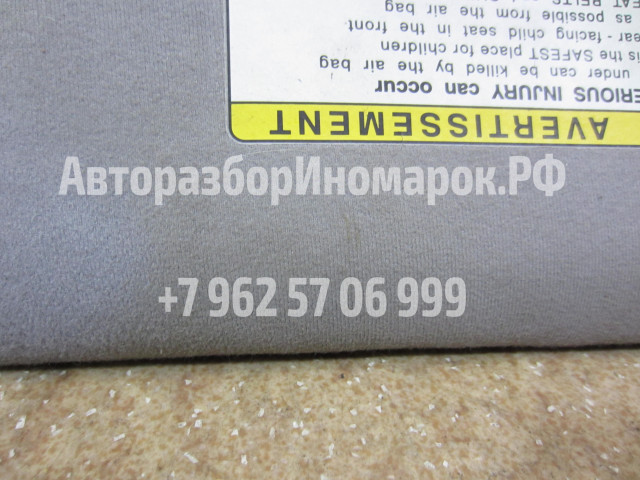 AVERTISSEMENT
ERIOUS INJURY can occur
under can be killed by the air bag
is the SAFEST place for children
ear - facing child seat in the front.
as possible from the air bag
EAT BELTS
АвторазборИномарок.РФ
+7 962 57 06 999